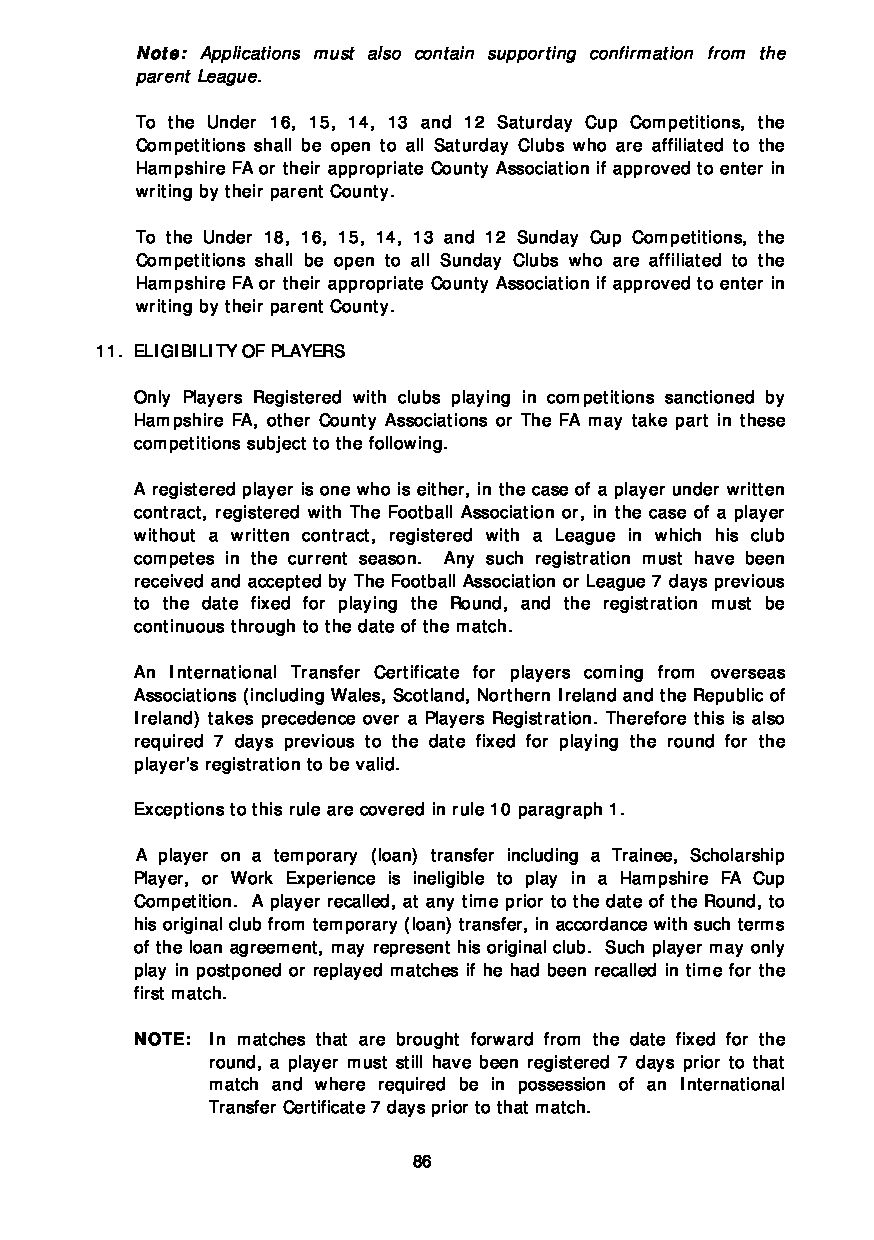 Note: Applications must also contain supporting confirmation from the
parent League.
To the Under 16, 15, 14, 13 and 12 Saturday Cup Competitions, the
Competitions shall be open to all Saturday Clubs who are affiliated to the
Hampshire FA or their appropriate County Association if approved to enter in
writing by their parent County.
To the Under 18, 16, 15, 14, 13 and 12 Sunday Cup Competitions, the
Competitions shall be open to all Sunday Clubs who are affiliated to the
Hampshire FA or their appropriate County Association if approved to enter in
writing by their parent County.
11. ELIGIBILITY OF PLAYERS
Only Players Registered with clubs playing in competitions sanctioned by
Hampshire FA, other County Associations or The FA may take part in these
competitions subject to the following.
A registered player is one who is either, in the case of a player under written
contract, registered with The Football Association or, in the case of a player
without a written contract, registered with a League in which his club
competes in the current season. Any such registration must have been
received and accepted by The Football Association or League 7 days previous
to the date fixed for playing the Round, and the registration must be
continuous through to the date of the match.
An International Transfer Certificate for players coming from overseas
Associations (including Wales, Scotland, Northern Ireland and the Republic of
Ireland) takes precedence over a Players Registration. Therefore this is also
required 7 days previous to the date fixed for playing the round for the
player's registration to be valid.
Exceptions to this rule are covered in rule 10 paragraph 1.
A player on a temporary (loan) transfer including a Trainee, Scholarship
Player, or Work Experience is ineligible to play in a Hampshire FA Cup
Competition. A player recalled, at any time prior to the date of the Round, to
his original club from temporary (loan) transfer, in accordance with such terms
of the loan agreement, may represent his original club. Such player may only
play in postponed or replayed matches if he had been recalled in time for the
first match.
NOTE: In matches that are brought forward from the date fixed for the
round, a player must still have been registered 7 days prior to that
match and where required be in possession of an International
Transfer Certificate 7 days prior to that match.
86